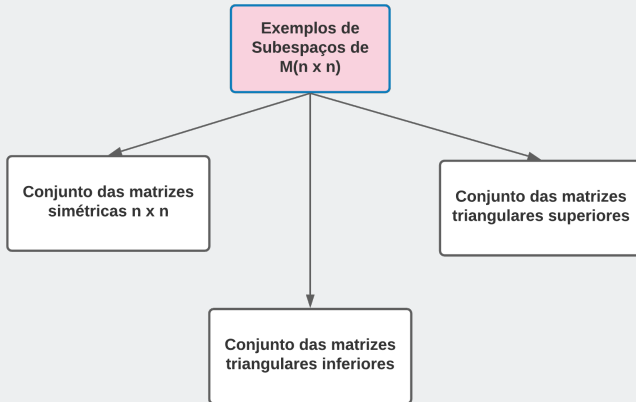 Exemplos de
Subespaços de
M(n x n)
Conjunto das matrizes
simétricas n x n
Conjunto das matrizes
triangulares superiores
Conjunto das matrizes
triangulares inferiores